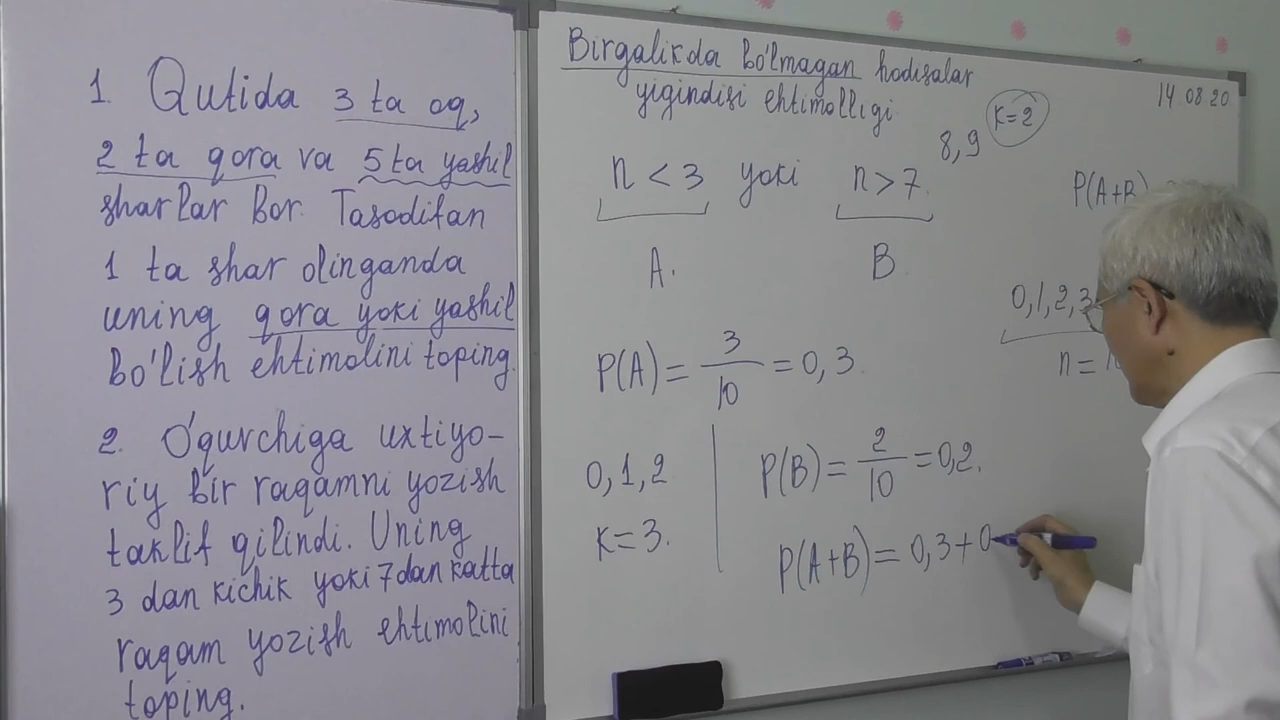 1. Qutida 3 ta oq,
2 ta qora va 5 ta yashil
sharlar bor. Tasodifan
1 ta shar olinganda
uning qora yoki yashil
bo'lish ehtimolini toping.
2. O'qurchiga uxtiyo-
riy bir raqamni yozish
taklif qilindi. Uning
3 dan kichik yoki 7 dan katta
raqam yozish ehtimolini
toping.
Birgalikda bo'lmagan hodisalar
yigindisi ehtimolligi
14 08 20
K=2
8, 9
n < 3 yoki n > 7.
A. B
P(A+B)
0, 1, 2, 3
n =
P(A) = 3/10 = 0,3.
0, 1, 2
K=3.
P(B) = 2/10 = 0,2.
P(A+B) = 0,3 + 0